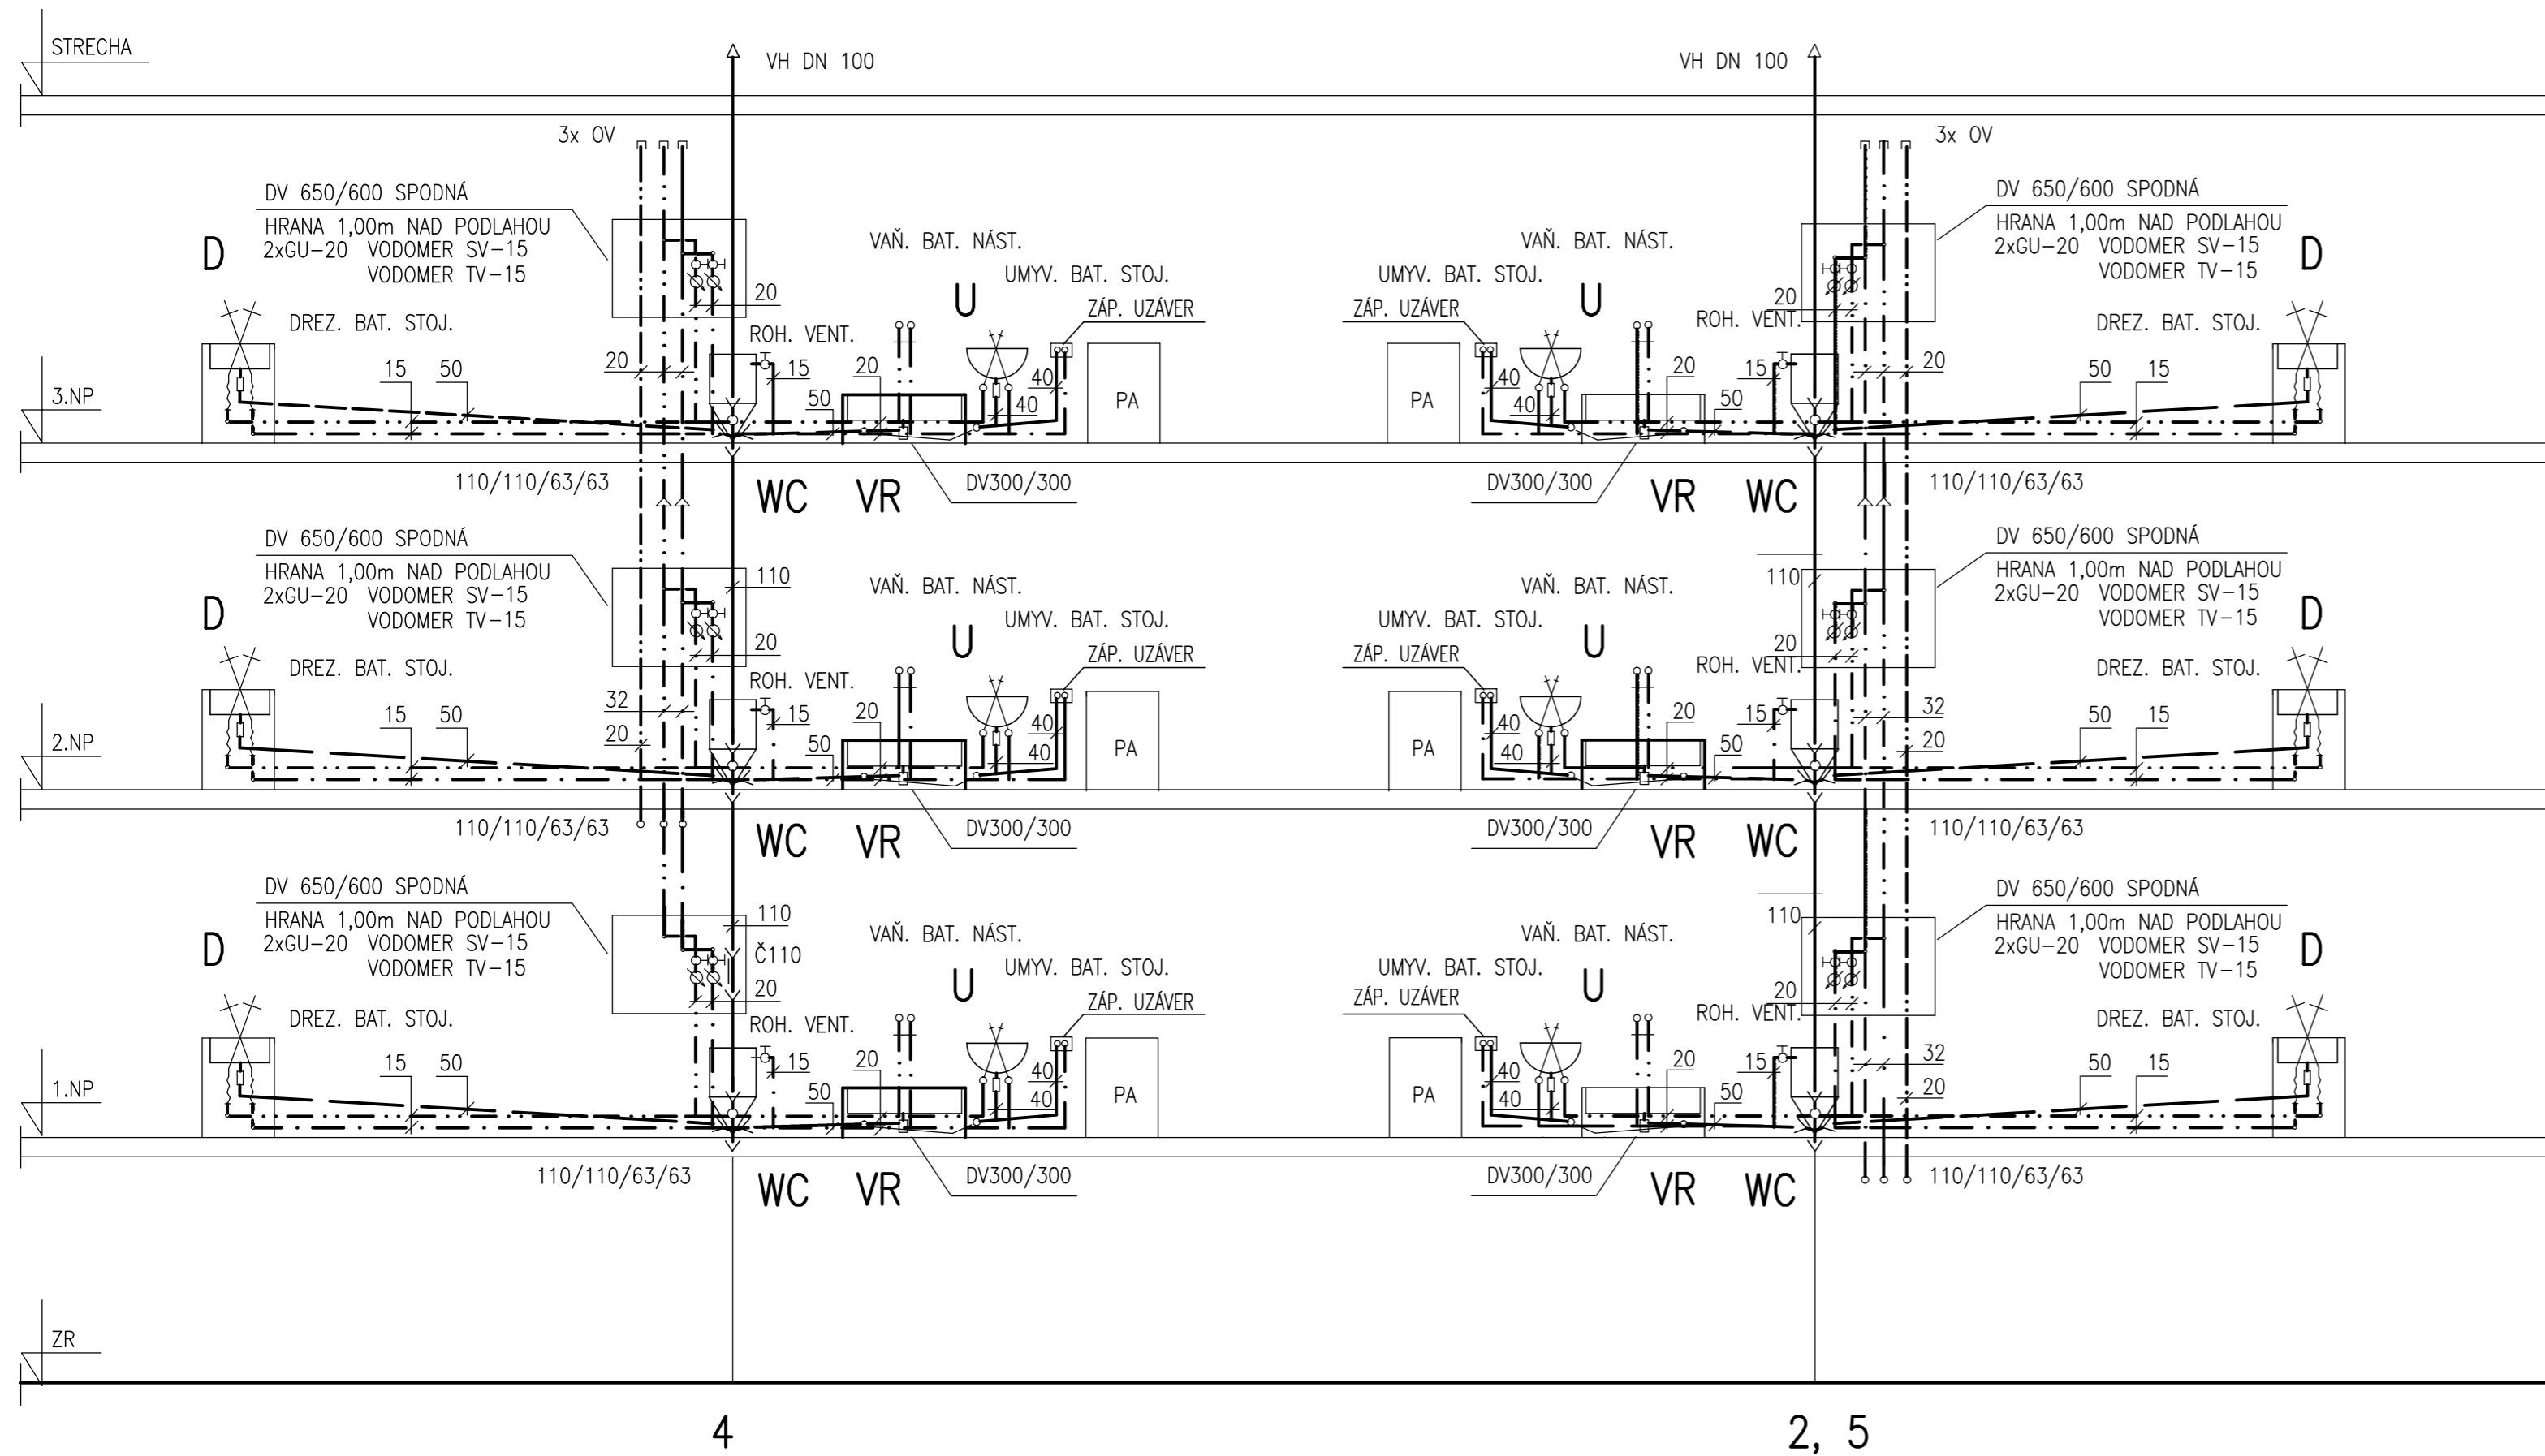 STRECHA
VH DN 100
VH DN 100
3x OV
3x OV
DV 650/600 SPODNÁ
HRANA 1,00m NAD PODLAHOU
2xGU-20 VODOMER SV-15
VODOMER TV-15
D
VAŇ. BAT. NÁST.
UMYV. BAT. STOJ.
U
ZÁP. UZÁVER
20
ROH. VENT.
DREZ. BAT. STOJ.
15
50
20
15
20
50
40
40
PA
3.NP
110/110/63/63
WC
VR
DV300/300
VAŇ. BAT. NÁST.
UMYV. BAT. STOJ.
U
ZÁP. UZÁVER
DV 650/600 SPODNÁ
HRANA 1,00m NAD PODLAHOU
2xGU-20 VODOMER SV-15
VODOMER TV-15
D
20
ROH. VENT.
DREZ. BAT. STOJ.
PA
40
40
20
50
15
20
50
15
DV300/300
VR
WC
110/110/63/63
DV 650/600 SPODNÁ
HRANA 1,00m NAD PODLAHOU
2xGU-20 VODOMER SV-15
VODOMER TV-15
D
110
VAŇ. BAT. NÁST.
UMYV. BAT. STOJ.
U
ZÁP. UZÁVER
20
ROH. VENT.
DREZ. BAT. STOJ.
15
50
32
20
15
20
50
40
40
PA
2.NP
110/110/63/63
WC
VR
DV300/300
VAŇ. BAT. NÁST.
UMYV. BAT. STOJ.
U
ZÁP. UZÁVER
110
DV 650/600 SPODNÁ
HRANA 1,00m NAD PODLAHOU
2xGU-20 VODOMER SV-15
VODOMER TV-15
D
20
ROH. VENT.
DREZ. BAT. STOJ.
PA
40
40
20
50
15
32
20
50
15
DV300/300
VR
WC
110/110/63/63
DV 650/600 SPODNÁ
HRANA 1,00m NAD PODLAHOU
2xGU-20 VODOMER SV-15
VODOMER TV-15
D
110
Č110
VAŇ. BAT. NÁST.
UMYV. BAT. STOJ.
U
ZÁP. UZÁVER
20
ROH. VENT.
DREZ. BAT. STOJ.
15
50
15
20
50
40
40
PA
1.NP
110/110/63/63
WC
VR
DV300/300
VAŇ. BAT. NÁST.
UMYV. BAT. STOJ.
U
ZÁP. UZÁVER
110
DV 650/600 SPODNÁ
HRANA 1,00m NAD PODLAHOU
2xGU-20 VODOMER SV-15
VODOMER TV-15
D
20
ROH. VENT.
DREZ. BAT. STOJ.
PA
40
40
20
50
15
32
20
50
15
DV300/300
VR
WC
110/110/63/63
ZR
4
2, 5